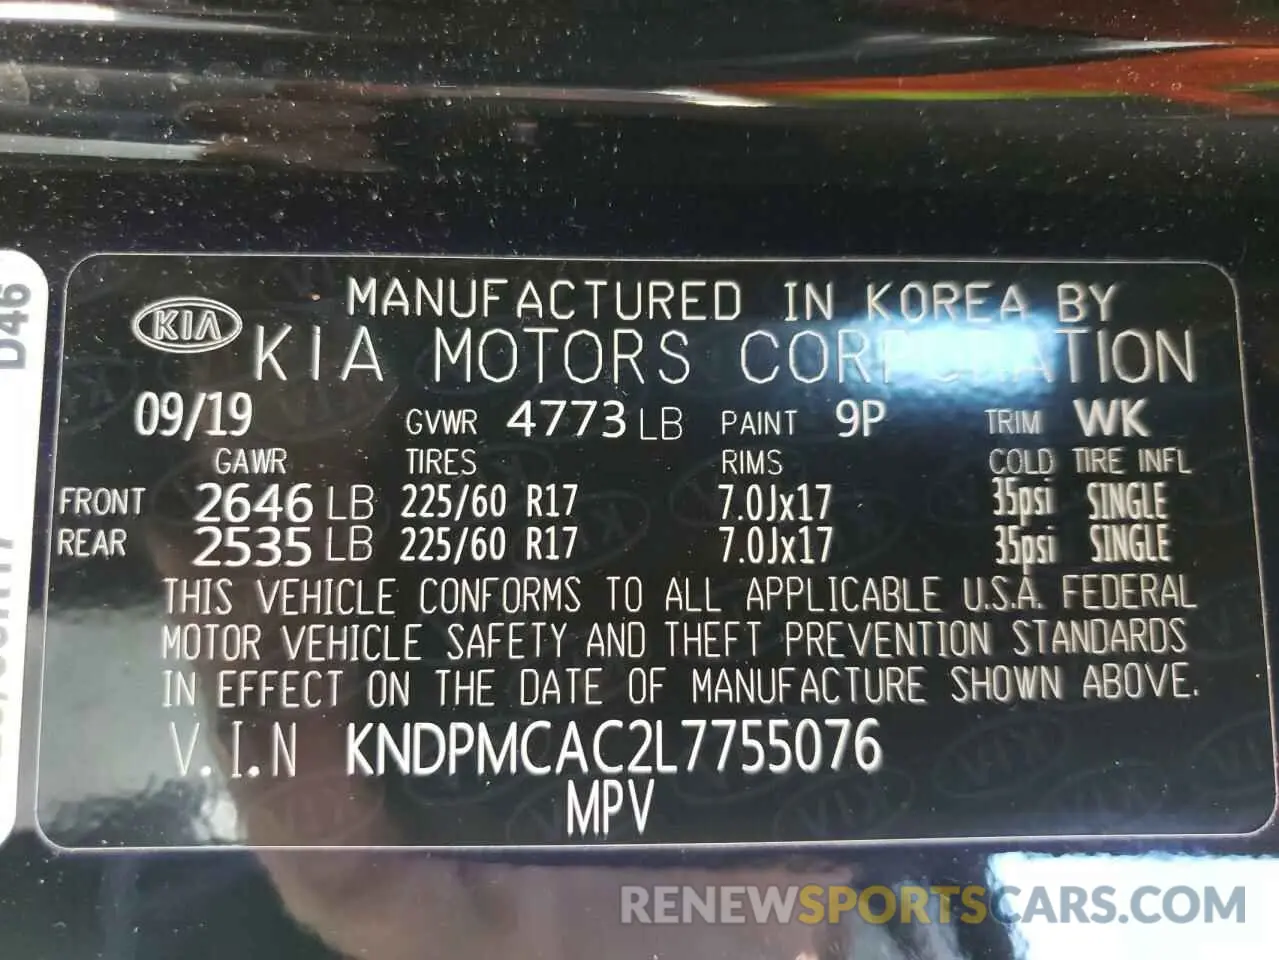 MANUFACTURED IN KOREA BY
KIA KIA MOTORS CORPORATION
09/19 GVWR 4773 LB PAINT 9P TRIM WK
GAWR TIRES RIMS COLD TIRE INFL
FRONT 2646 LB 225/60 R17 7.0Jx17 35psi SINGLE
REAR 2535 LB 225/60 R17 7.0Jx17 35psi SINGLE
THIS VEHICLE CONFORMS TO ALL APPLICABLE U.S.A. FEDERAL
MOTOR VEHICLE SAFETY AND THEFT PREVENTION STANDARDS
IN EFFECT ON THE DATE OF MANUFACTURE SHOWN ABOVE.
V.I.N KNDPMCAC2L7755076
MPV
D46
RENEWSPORTSCARS.COM